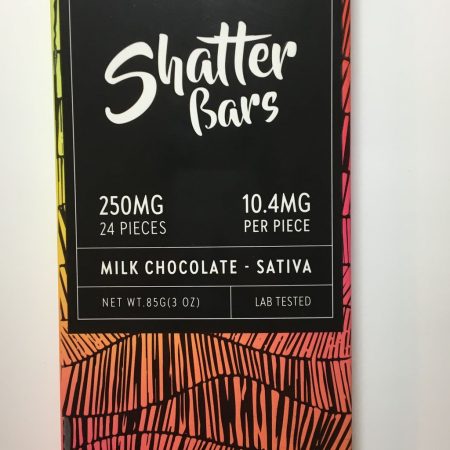 Shatter
Bars
250MG 10.4MG
24 PIECES PER PIECE
MILK CHOCOLATE - SATIVA
NET WT.85G(3 OZ) LAB TESTED